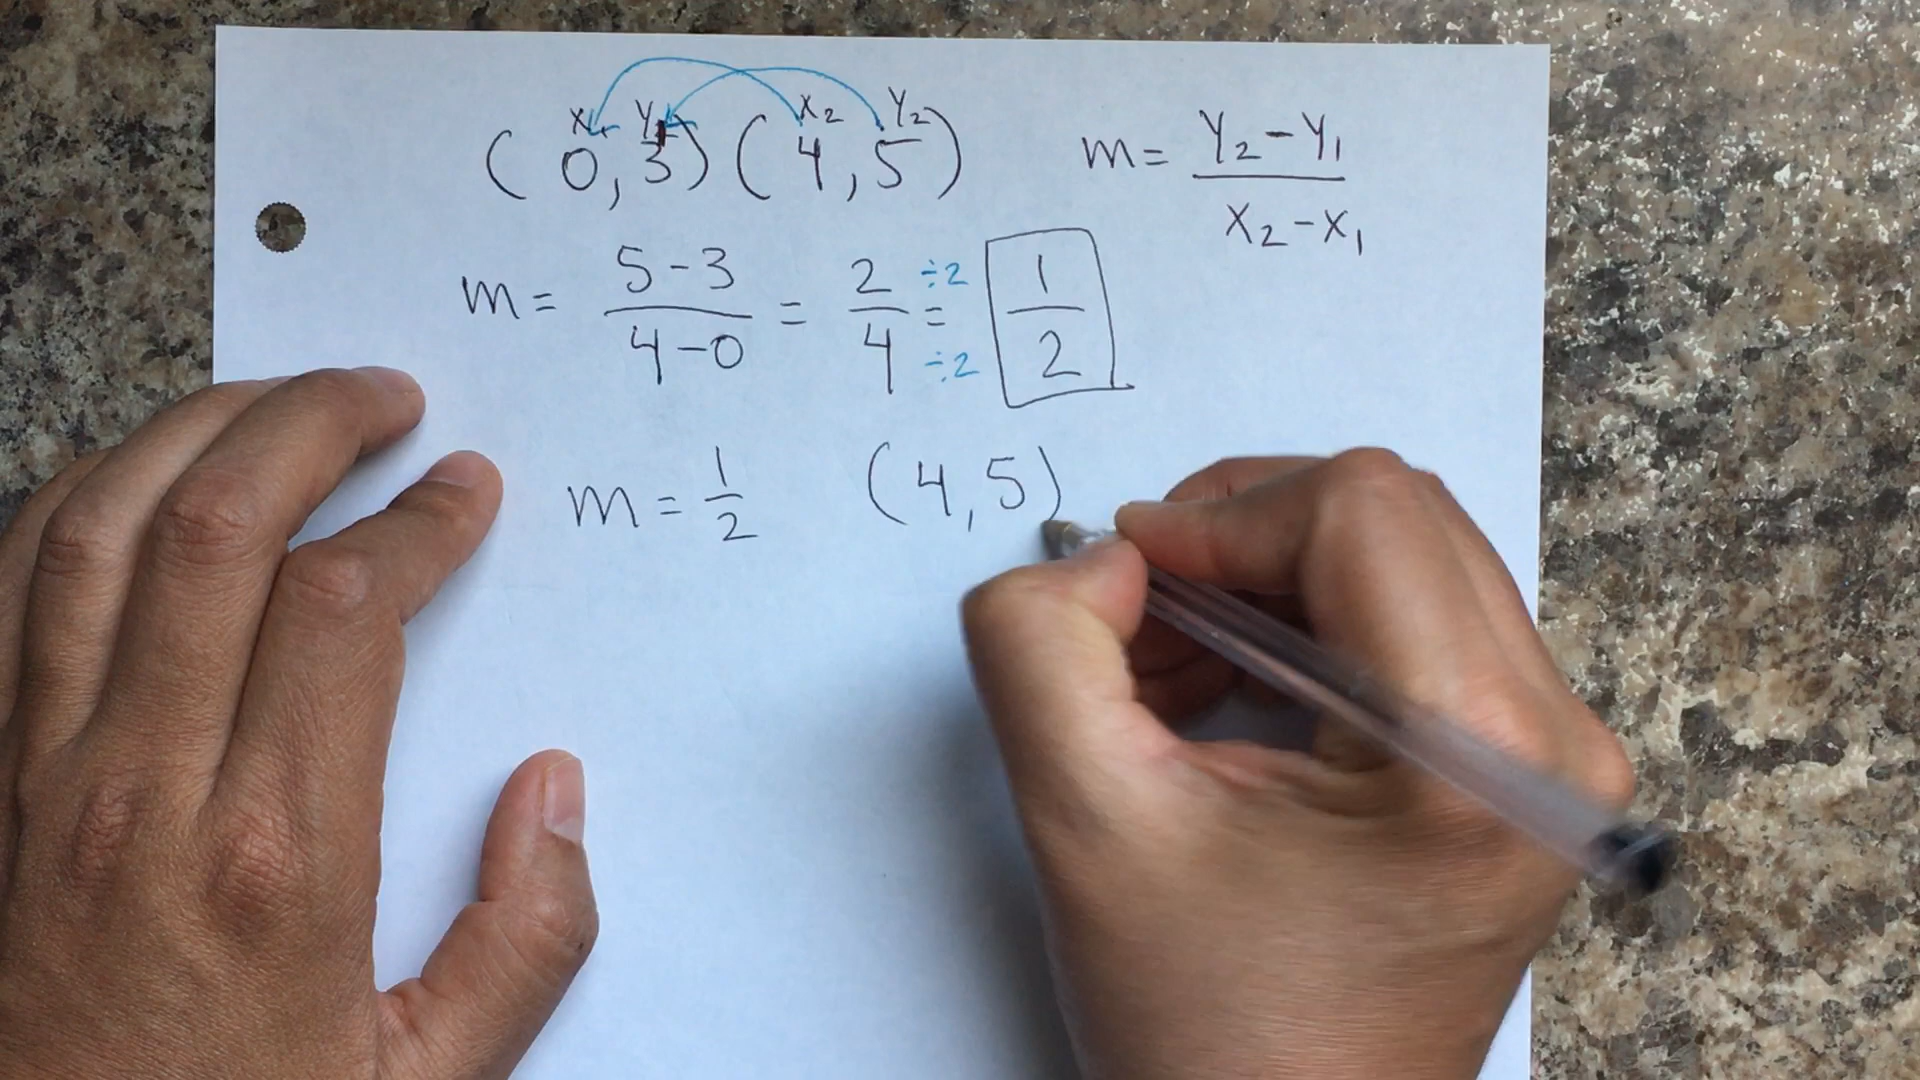 x₁ y₁ x₂ y₂
(0,3)(4,5) m= y₂-y₁/x₂-x₁
m= 5-3/4-0 = 2/4 ÷2/÷2 = 1/2
m= 1/2 (4,5)